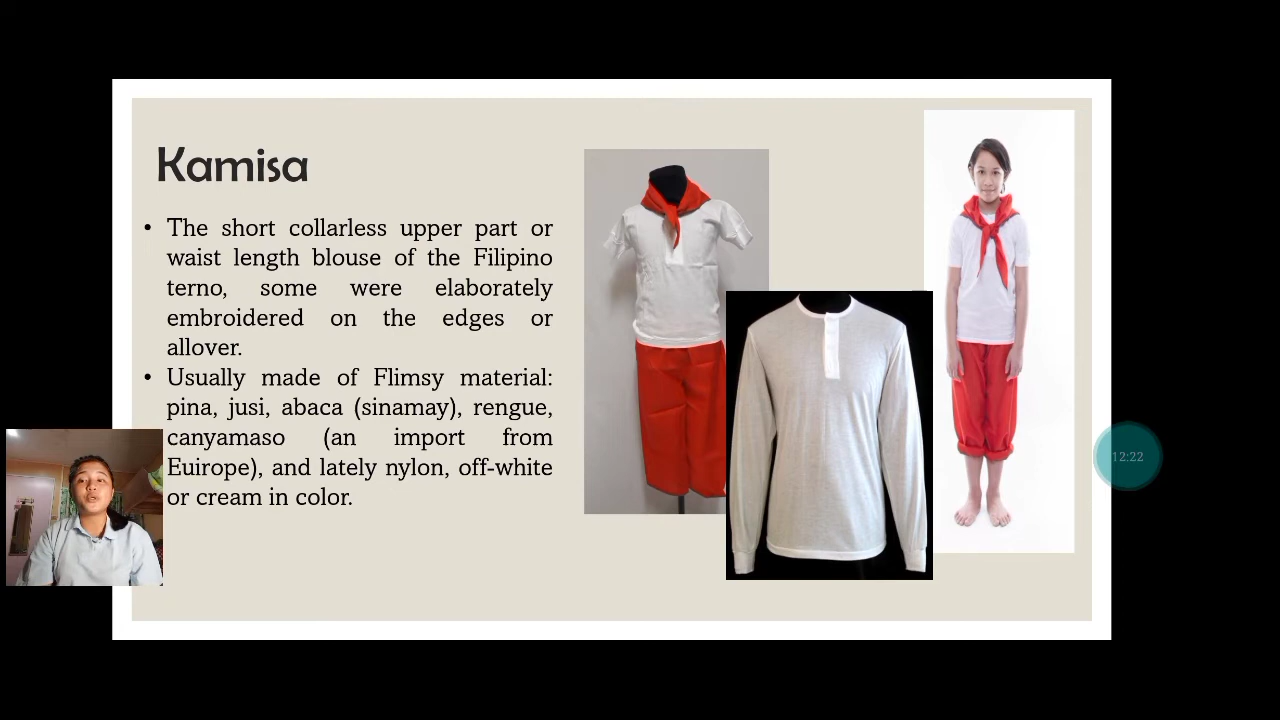 Kamisa
• The short collarless upper part or
waist length blouse of the Filipino
terno, some were elaborately
embroidered on the edges or
allover.
• Usually made of Flimsy material:
pina, jusi, abaca (sinamay), rengue,
canyamaso (an import from
Euirope), and lately nylon, off-white
or cream in color.
12:22